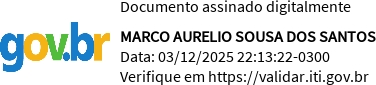 Documento assinado digitalmente
gov.br
MARCO AURELIO SOUSA DOS SANTOS
Data: 03/12/2025 22:13:22-0300
Verifique em https://validar.iti.gov.br